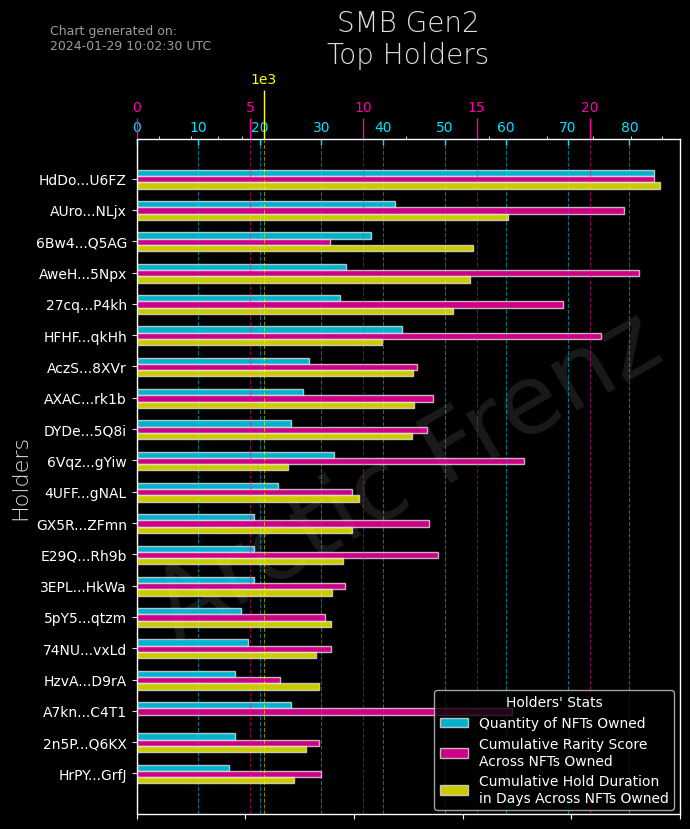 Chart generated on:
2024-01-29 10:02:30 UTC
SMB Gen2
Top Holders
1e3
0 5 10 15 20
0 10 20 30 40 50 60 70 80
Holders
HdDo...U6FZ
AUro...NLjx
6Bw4...Q5AG
AweH...5Npx
27cq...P4kh
HFHF...qkHh
AczS...8XVr
AXAC...rk1b
DYDe...5Q8i
6Vqz...gYiw
4UFF...gNAL
GX5R...ZFmn
E29Q...Rh9b
3EPL...HkWa
5pY5...qtzm
74NU...vxLd
HzvA...D9rA
A7kn...C4T1
2n5P...Q6KX
HrPY...GrfJ
Arctic Frenz
Holders' Stats
Quantity of NFTs Owned
Cumulative Rarity Score
Across NFTs Owned
Cumulative Hold Duration
in Days Across NFTs Owned